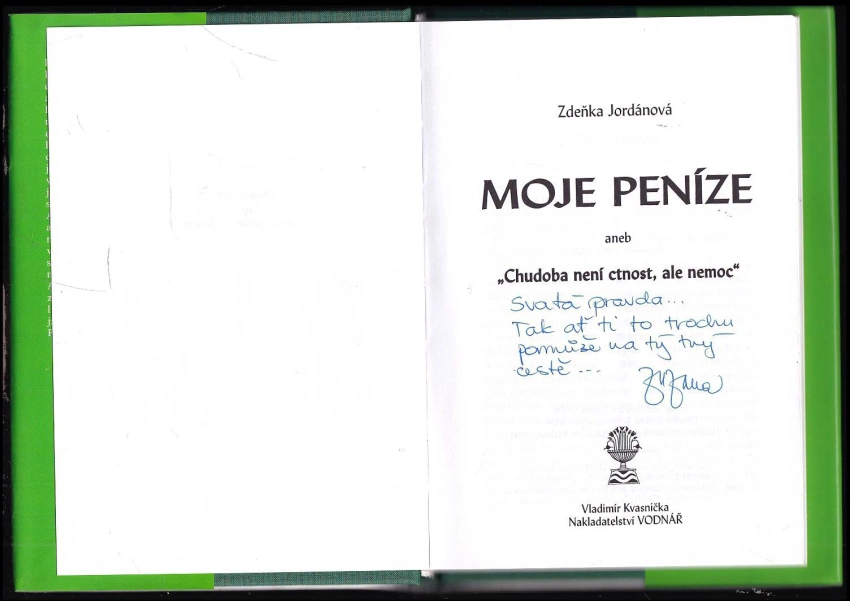 Zdeňka Jordánová
MOJE PENÍZE
aneb
„Chudoba není ctnost, ale nemoc“
Svatá pravda...
Tak ať ti to trochu
pomůže na tý tvý
cestě...
Vladimír Kvasnička
Nakladatelství VODNÁŘ